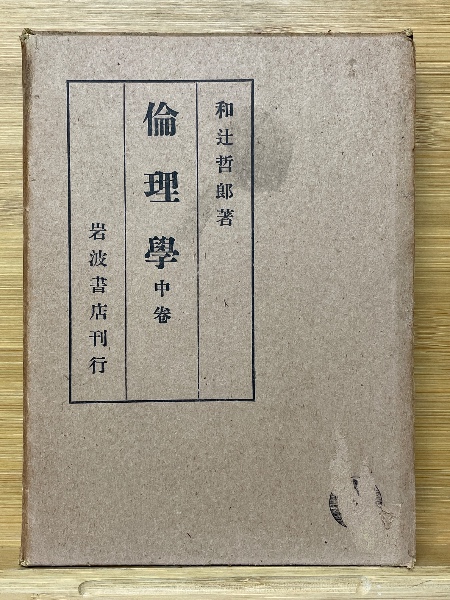 和辻哲郎著
倫理學中卷
岩波書店刊行